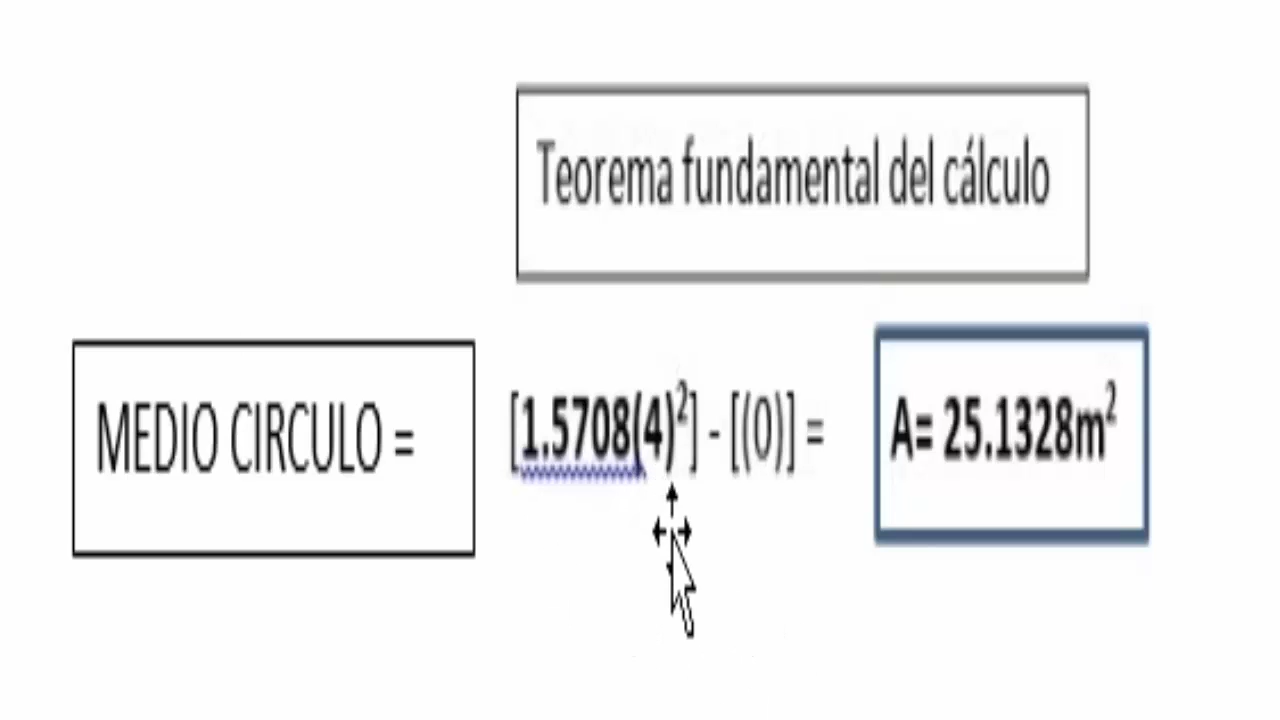 Teorema fundamental del cálculo
MEDIO CIRCULO = [1.5708(4)²] - [(0)] = A= 25.1328m²